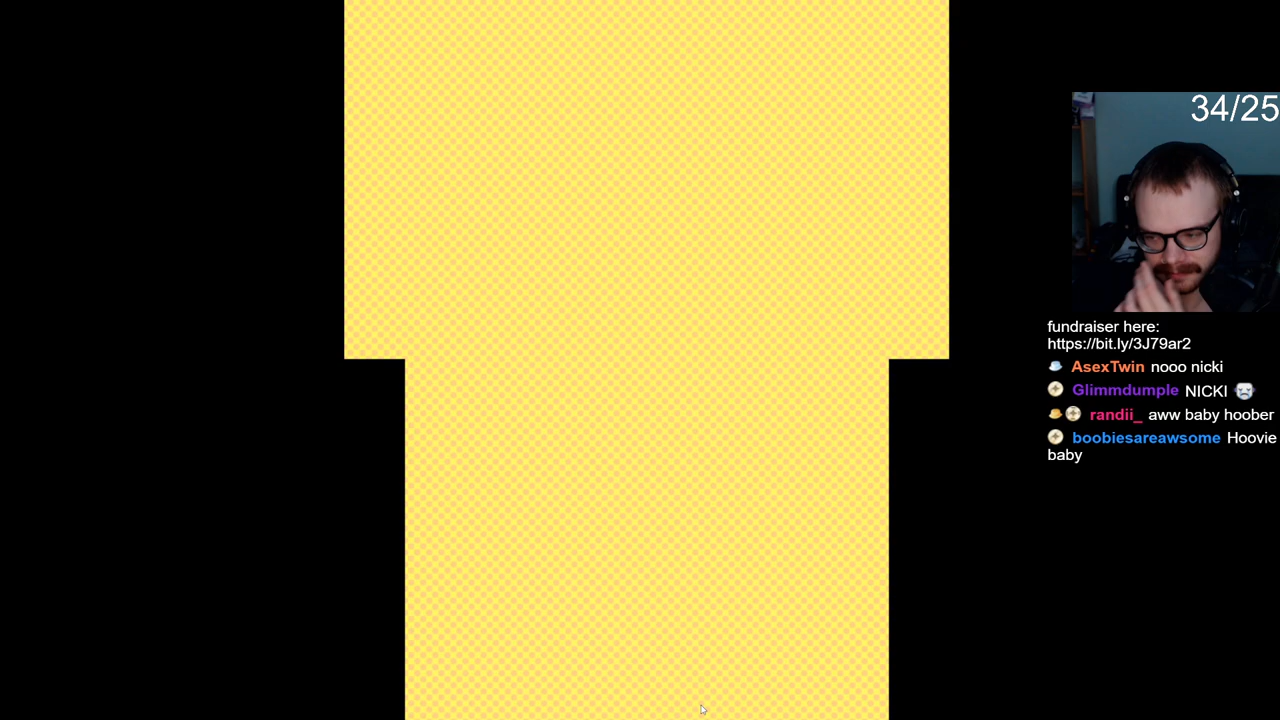 34/25
fundraiser here:
https://bit.ly/3J79ar2
AsexTwin nooo nicki
Glimmdumple NICKI
randii_ aww baby hoober
boobiesareawsome Hoovie
baby